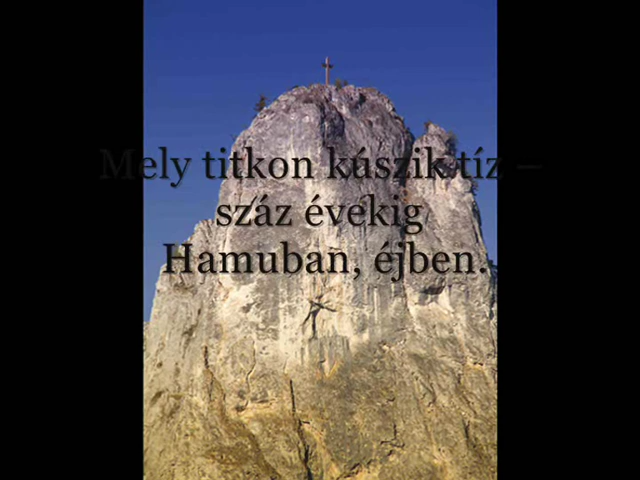 Mely titkon kúszik tíz –
száz évekig
Hamuban, éjben.